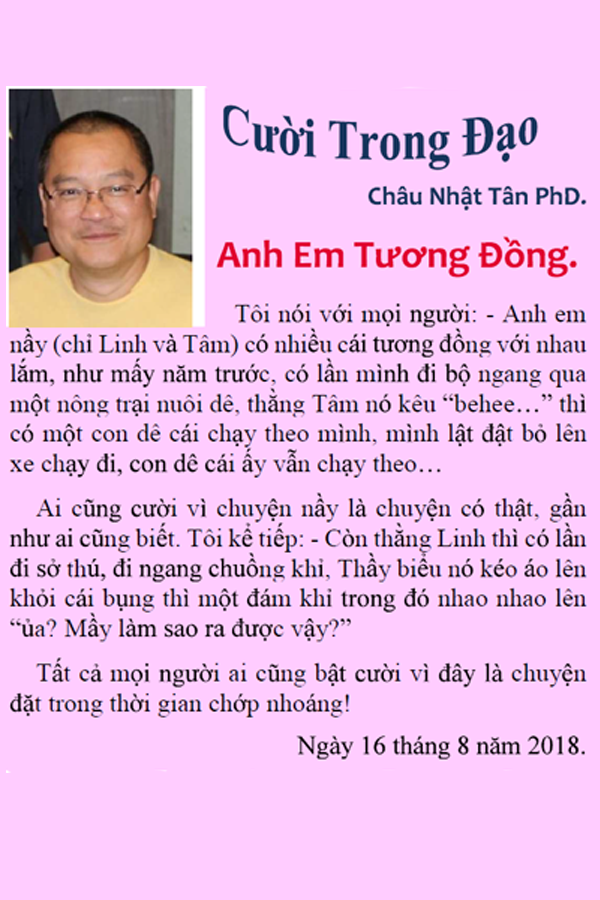 Cười Trong Đạo
Châu Nhật Tân PhD.
Anh Em Tương Đồng.
Tôi nói với mọi người: - Anh em
nầy (chỉ Linh và Tâm) có nhiều cái tương đồng với nhau
lắm, như mấy năm trước, có lần mình đi bộ ngang qua
một nông trại nuôi dê, thằng Tâm nó kêu “behee…” thì
có một con dê cái chạy theo mình, mình lật đật bỏ lên
xe chạy đi, con dê cái ấy vẫn chạy theo…
Ai cũng cười vì chuyện nầy là chuyện có thật, gần
như ai cũng biết. Tôi kể tiếp: - Còn thằng Linh thì có lần
đi sở thú, đi ngang chuồng khỉ, Thầy biểu nó kéo áo lên
khỏi cái bụng thì một đám khỉ trong đó nhao nhao lên
“ủa? Mầy làm sao ra được vậy?”
Tất cả mọi người ai cũng bật cười vì đây là chuyện
đặt trong thời gian chớp nhoáng!
Ngày 16 tháng 8 năm 2018.